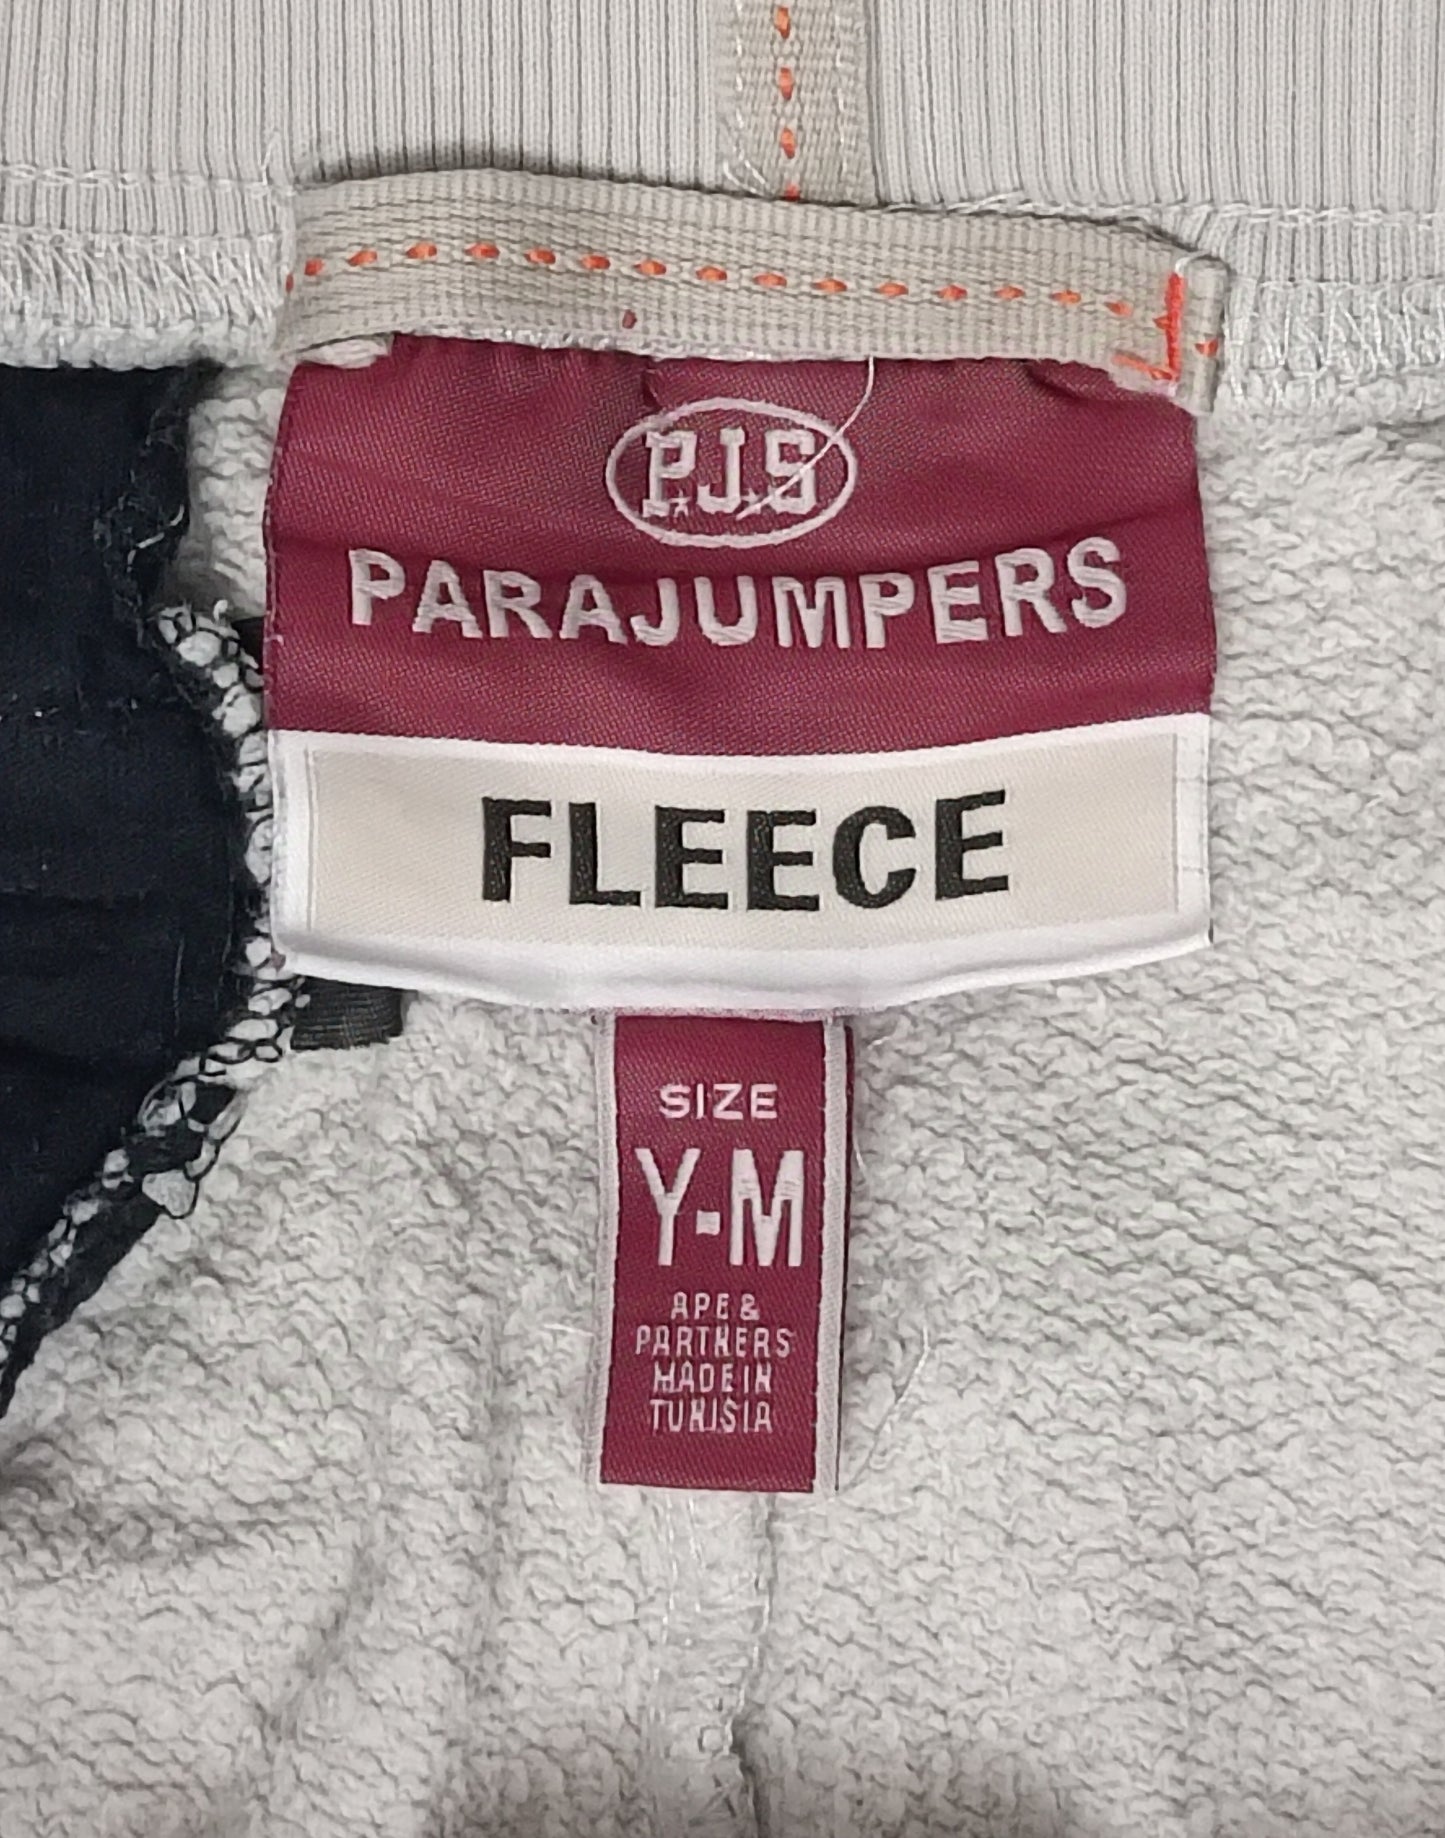 P.J.S
PARAJUMPERS
FLEECE
SIZE
Y-M
APE &
PARTNERS
MADE IN
TUNISIA